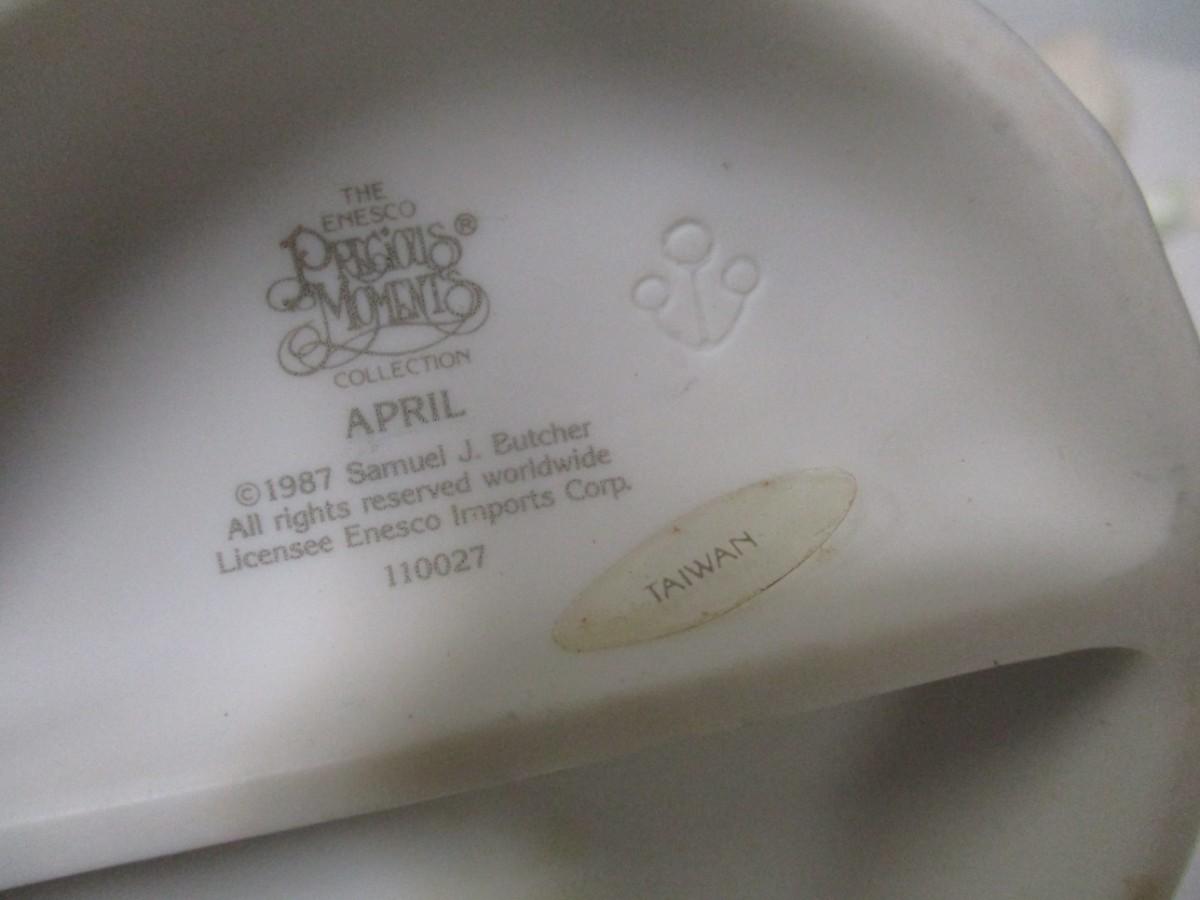 THE
ENESCO
PRECIOUS®
MOMENTS
COLLECTION
APRIL
©1987 Samuel J. Butcher
All rights reserved worldwide
Licensee Enesco Imports Corp.
110027
TAIWAN